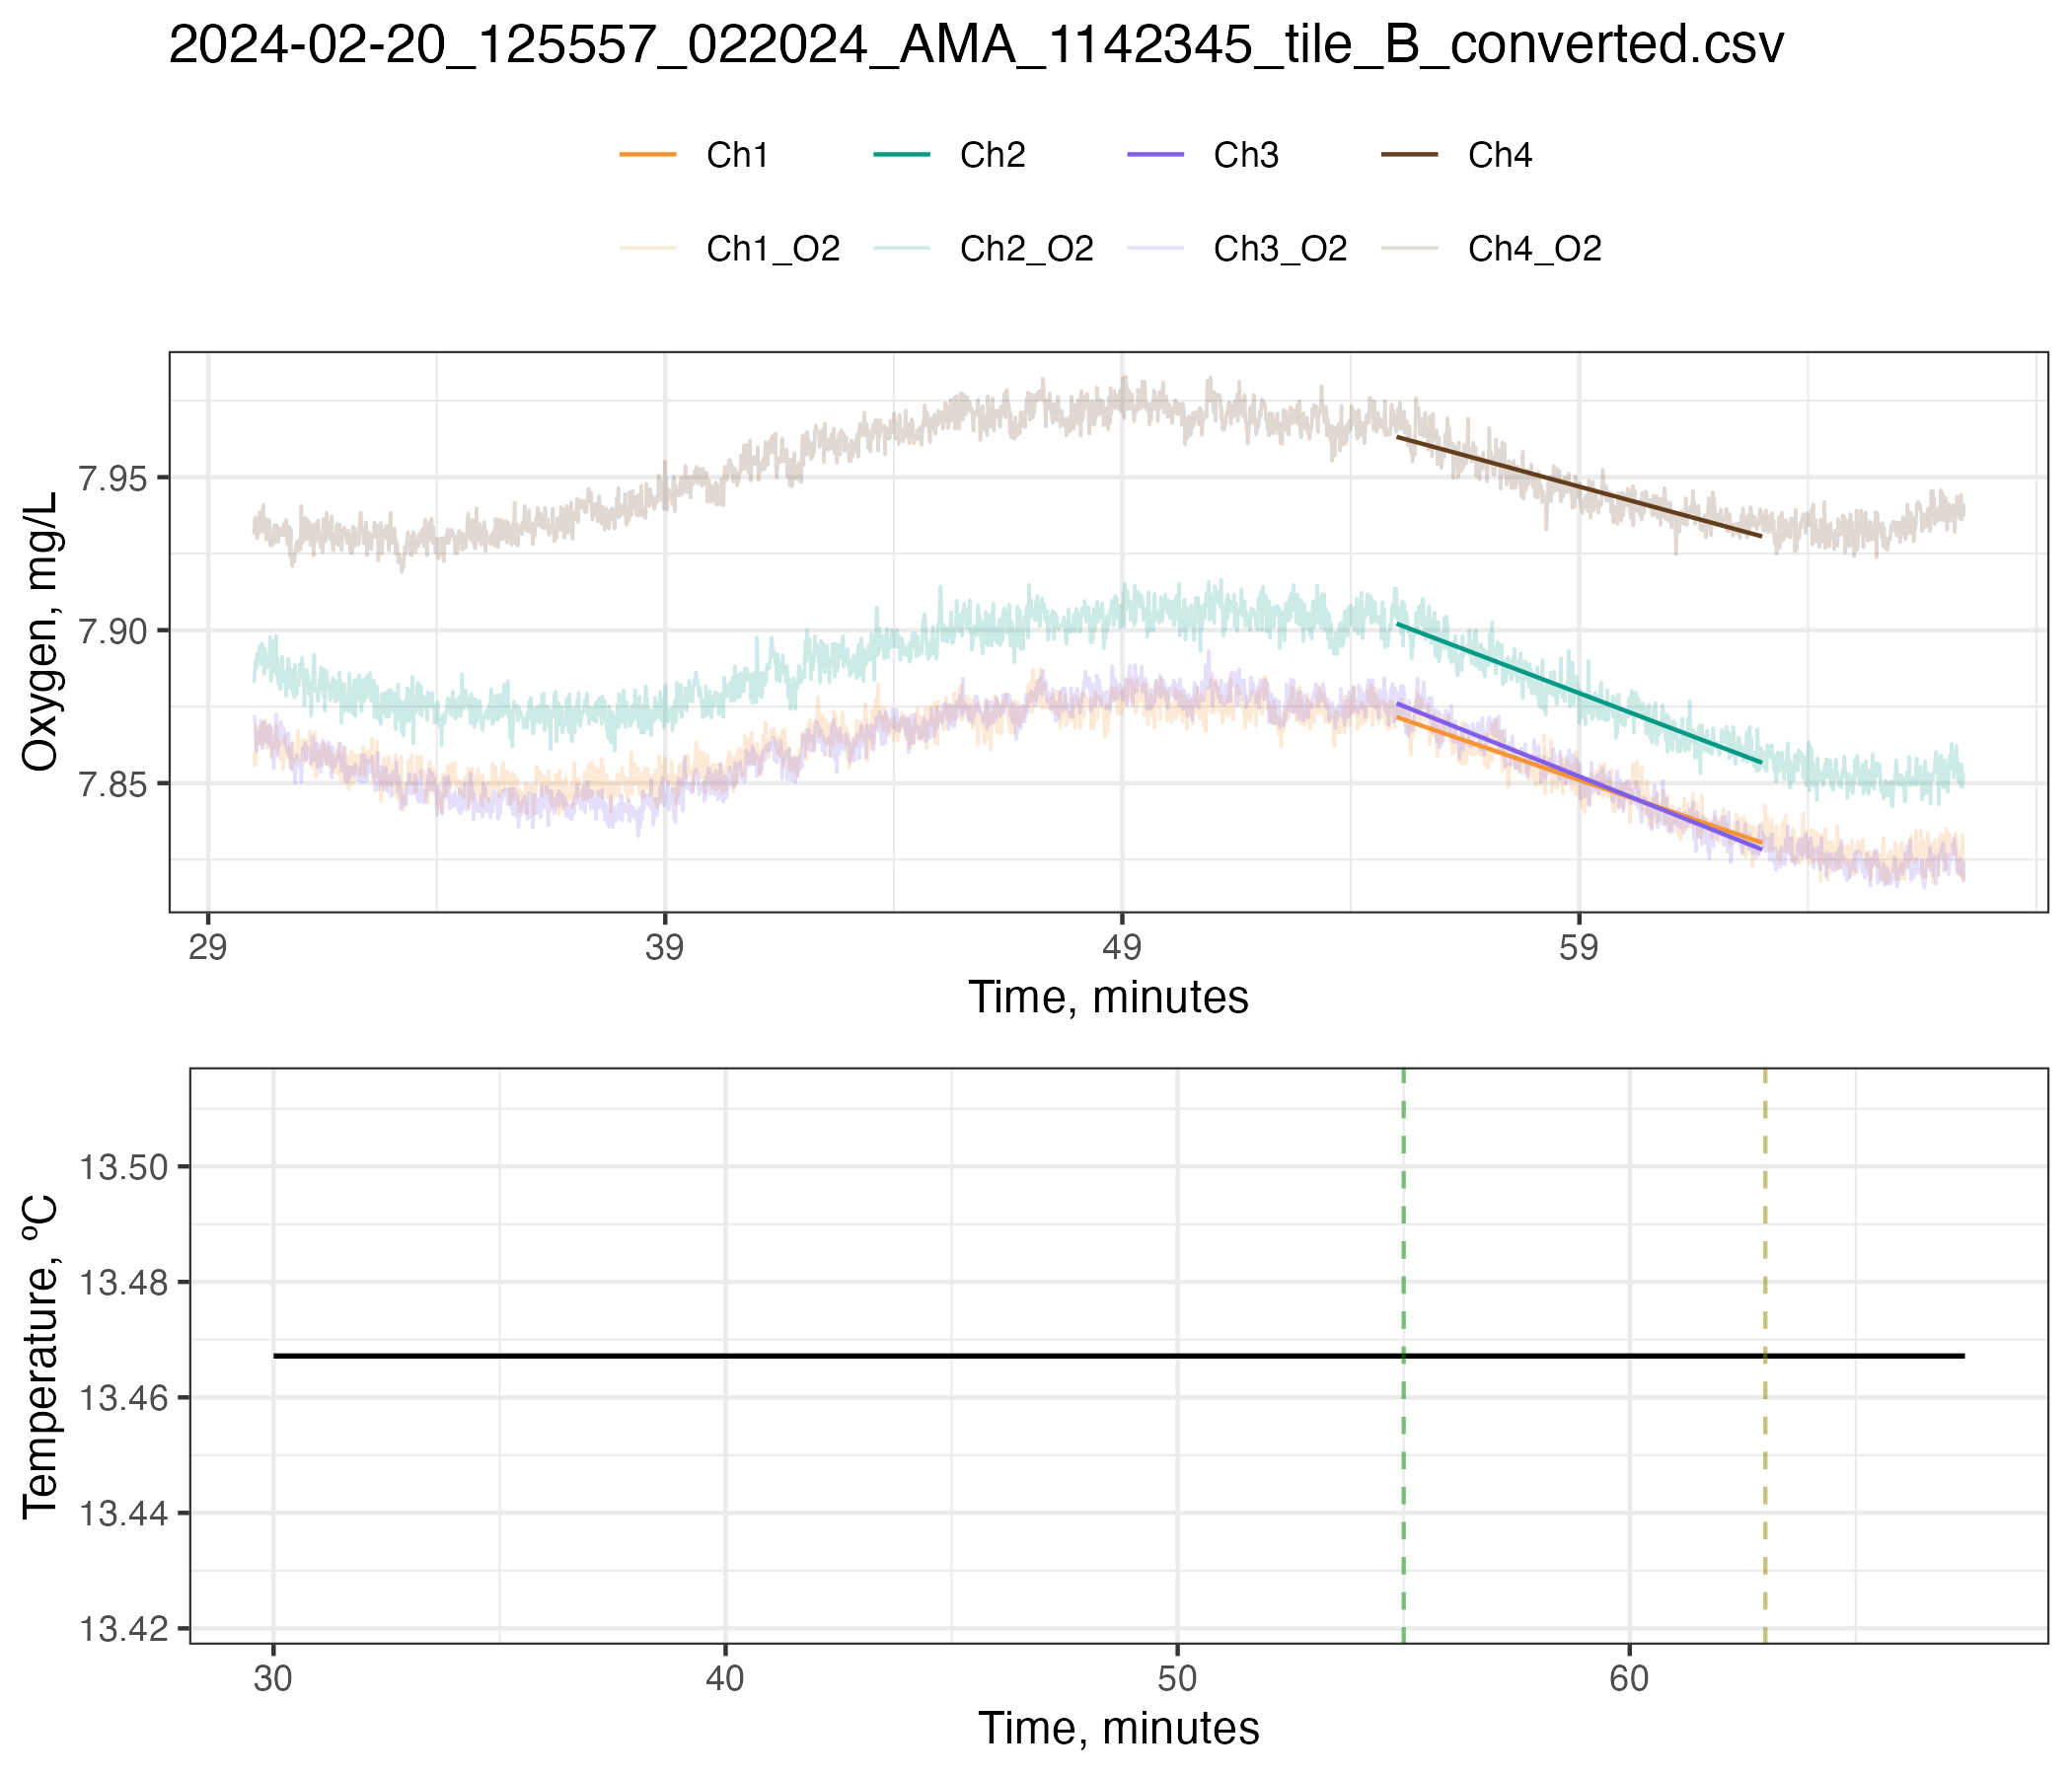 2024-02-20_125557_022024_AMA_1142345_tile_B_converted.csv
Ch1 Ch2 Ch3 Ch4
Ch1_O2 Ch2_O2 Ch3_O2 Ch4_O2
Oxygen, mg/L
7.95
7.90
7.85
29 39 49 59
Time, minutes
Temperature, ºC
13.50
13.48
13.46
13.44
13.42
30 40 50 60
Time, minutes